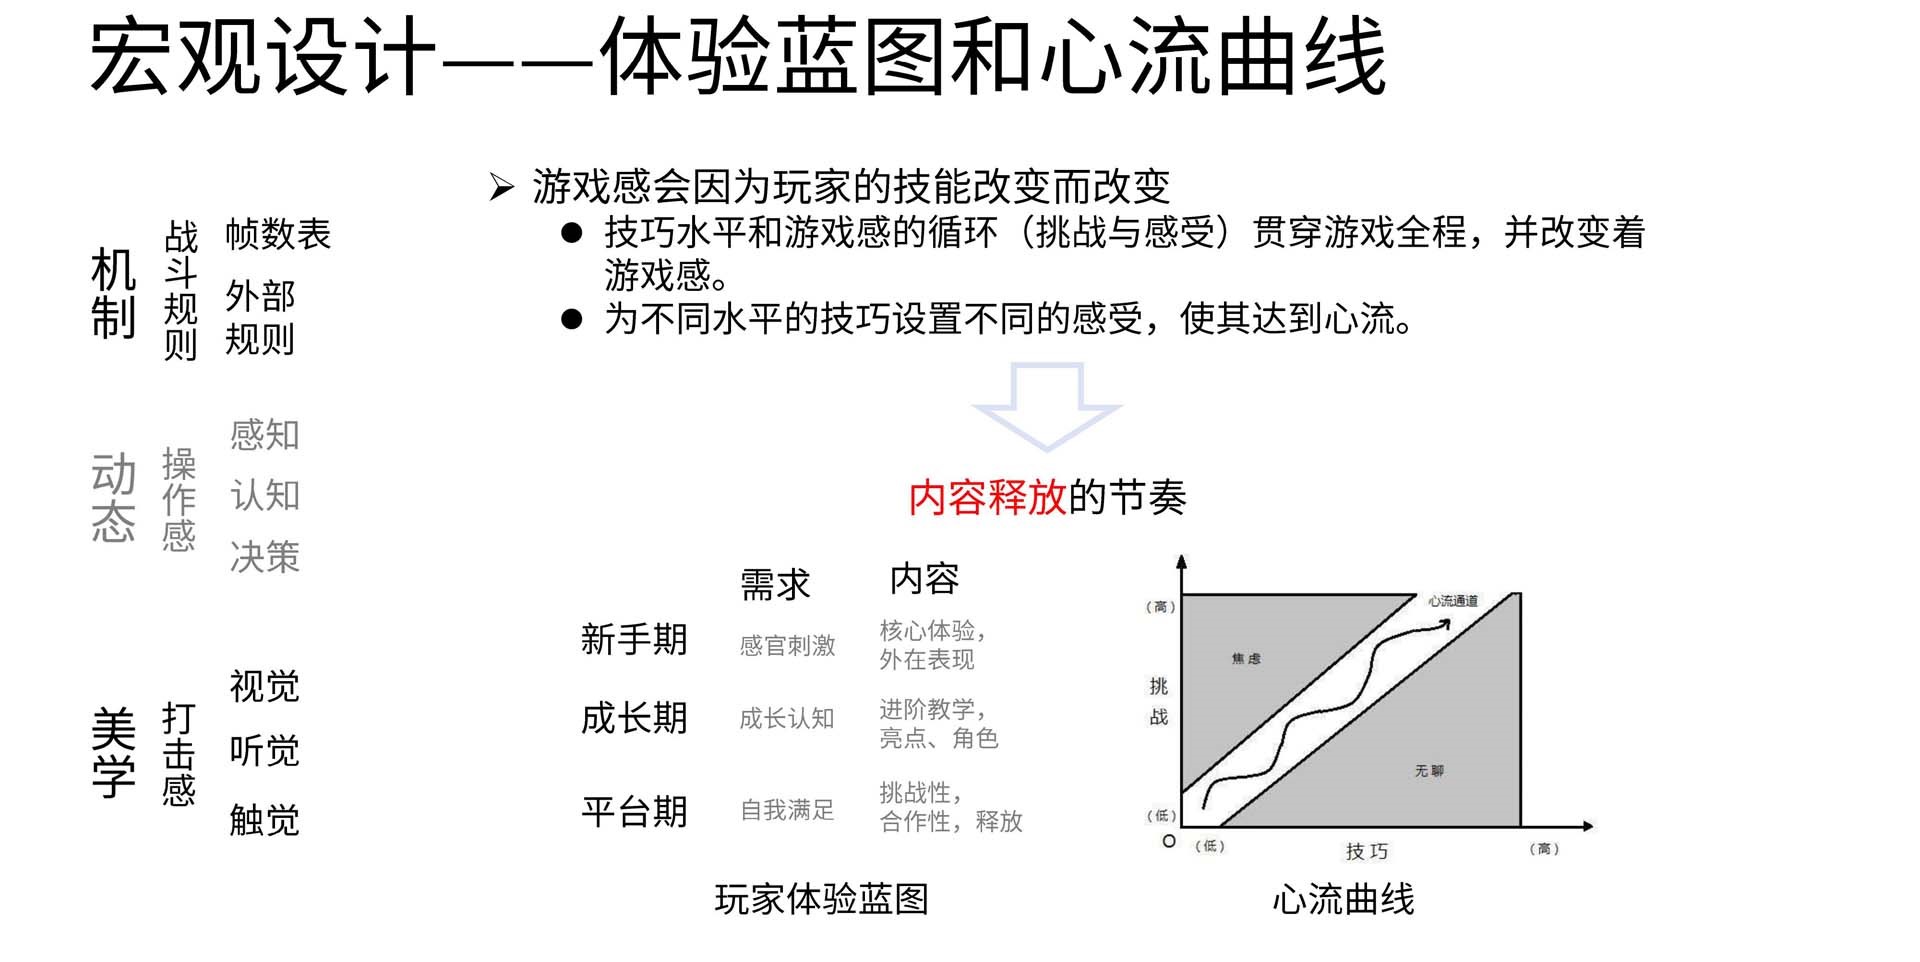 宏观设计——体验蓝图和心流曲线
➢ 游戏感会因为玩家的技能改变而改变
● 技巧水平和游戏感的循环（挑战与感受）贯穿游戏全程，并改变着
游戏感。
● 为不同水平的技巧设置不同的感受，使其达到心流。
机制
战斗规则
帧数表
外部
规则
动态
操作感
感知
认知
决策
美学
打击感
视觉
听觉
触觉
内容释放的节奏
需求 内容
新手期 感官刺激 核心体验，
外在表现
成长期 成长认知 进阶教学，
亮点、角色
平台期 自我满足 挑战性，
合作性，释放
玩家体验蓝图
（高）
心流通道
焦虑
挑战
无聊
（低）
O
（低）
技巧
（高）
心流曲线